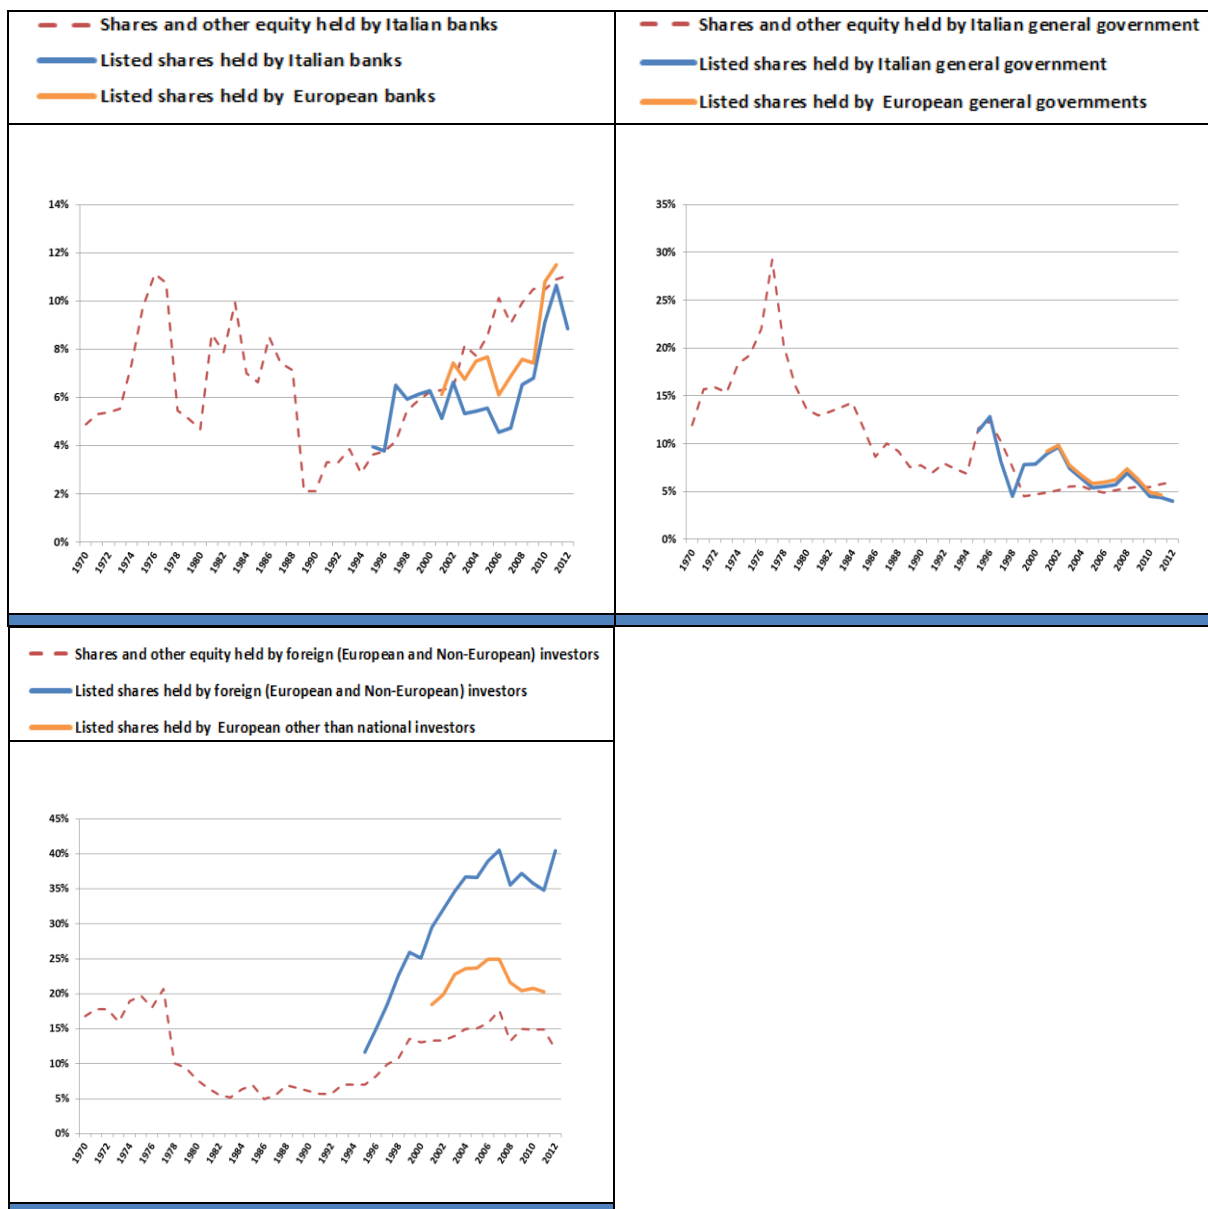 Shares and other equity held by Italian banks
Listed shares held by Italian banks
Listed shares held by European banks
Shares and other equity held by Italian general government
Listed shares held by Italian general government
Listed shares held by European general governments
14%
12%
10%
8%
6%
4%
2%
0%
1970 1972 1974 1976 1978 1980 1982 1984 1986 1988 1990 1992 1994 1996 1998 2000 2002 2004 2006 2008 2010 2012
35%
30%
25%
20%
15%
10%
5%
0%
1970 1972 1974 1976 1978 1980 1982 1984 1986 1988 1990 1992 1994 1996 1998 2000 2002 2004 2006 2008 2010 2012
Shares and other equity held by foreign (European and Non-European) investors
Listed shares held by foreign (European and Non-European) investors
Listed shares held by European other than national investors
45%
40%
35%
30%
25%
20%
15%
10%
5%
0%
1970 1972 1974 1976 1978 1980 1982 1984 1986 1988 1990 1992 1994 1996 1998 2000 2002 2004 2006 2008 2010 2012